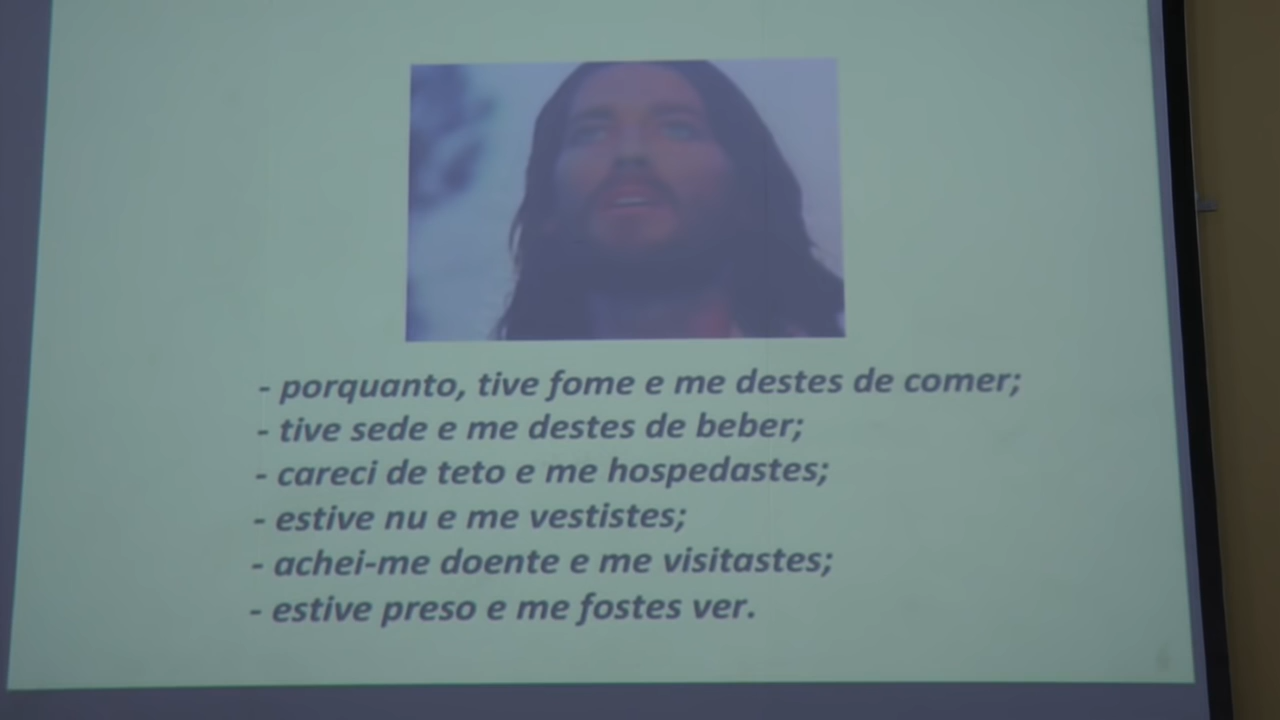 - porquanto, tive fome e me destes de comer;
- tive sede e me destes de beber;
- careci de teto e me hospedastes;
- estive nu e me vestistes;
- achei-me doente e me visitastes;
- estive preso e me fostes ver.